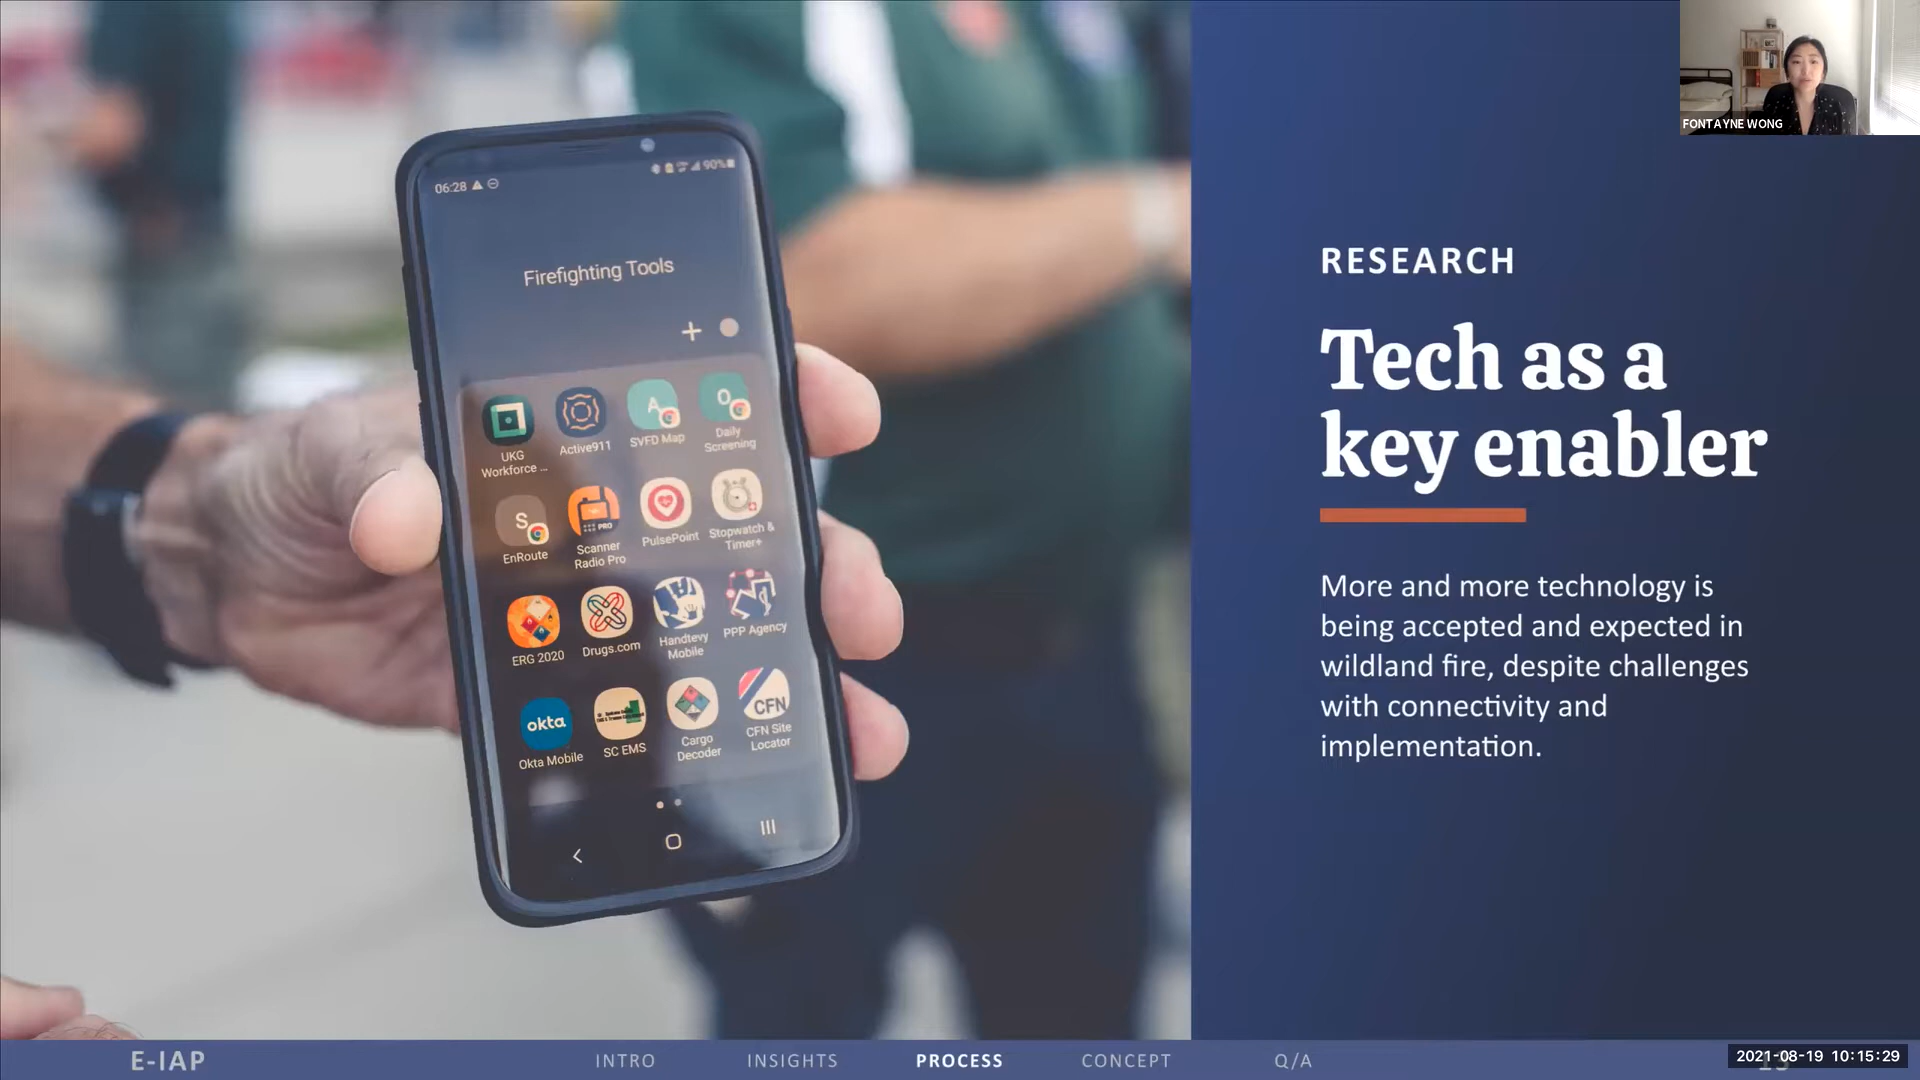 FONTAYNE WONG
06:28
90%
Firefighting Tools
UKG
Workforce ...
Active911
A
SVFD Map
O
Daily
Screening
S
EnRoute
PRO
Scanner
Radio Pro
PulsePoint
Stopwatch &
Timer+
ERG 2020
Drugs.com
Handtevy
Mobile
PPP Agency
okta
Okta Mobile
SC EMS
Cargo
Decoder
CFN
CFN Site
Locator
RESEARCH
Tech as a
key enabler
More and more technology is
being accepted and expected in
wildland fire, despite challenges
with connectivity and
implementation.
E-IAP
INTRO
INSIGHTS
PROCESS
CONCEPT
Q/A
2021-08-19 10:15:29